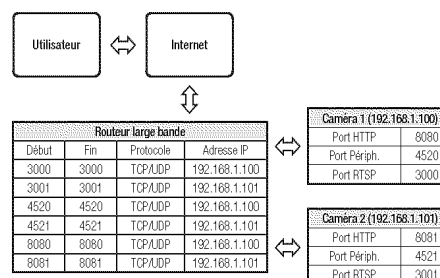 Utilisateur
Internet
Routeur large bande
Début Fin Protocole Adresse IP
3000 3000 TCP/UDP 192.168.1.100
3001 3001 TCP/UDP 192.168.1.101
4520 4520 TCP/UDP 192.168.1.100
4521 4521 TCP/UDP 192.168.1.101
8080 8080 TCP/UDP 192.168.1.100
8081 8081 TCP/UDP 192.168.1.101
Caméra 1 (192.168.1.100)
Port HTTP 8080
Port Périph. 4520
Port RTSP 3000
Caméra 2 (192.168.1.101)
Port HTTP 8081
Port Périph. 4521
Port RTSP 3001